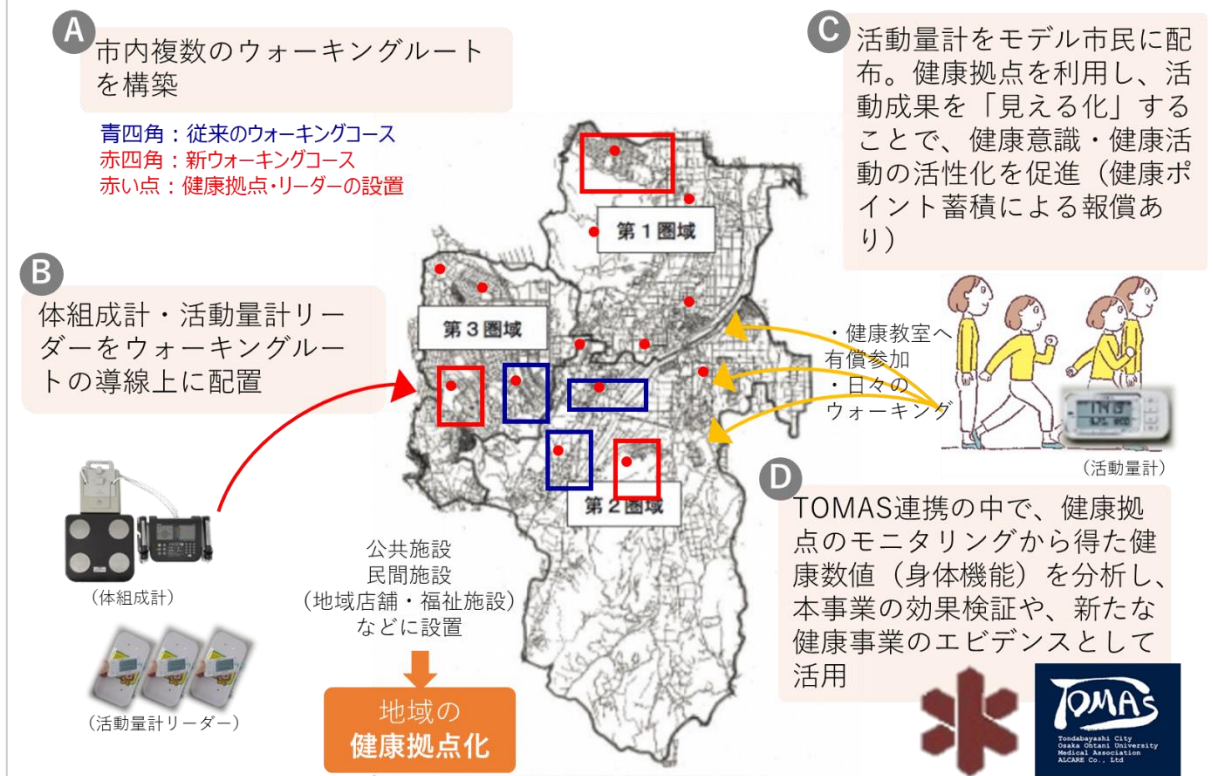 A
市内複数のウォーキングルート
を構築
青四角：従来のウォーキングコース
赤四角：新ウォーキングコース
赤い点：健康拠点・リーダーの設置
B
体組成計・活動量計リー
ダーをウォーキングルー
トの導線上に配置
(体組成計)
(活動量計リーダー)
公共施設
民間施設
(地域店舗・福祉施設)
などに設置
地域の
健康拠点化
第1圏域
第3圏域
第2圏域
C
活動量計をモデル市民に配
布。健康拠点を利用し、活
動成果を「見える化」する
ことで、健康意識・健康活
動の活性化を促進（健康ポ
イント蓄積による報償あ
り）
・健康教室へ
有償参加
・日々の
ウォーキング
(活動量計)
D
TOMAS連携の中で、健康拠
点のモニタリングから得た健
康数値（身体機能）を分析し、
本事業の効果検証や、新たな
健康事業のエビデンスとして
活用
TOMAS
Tondabayashi City
Osaka Ohtani University
Medical Association
ALCARE Co., Ltd